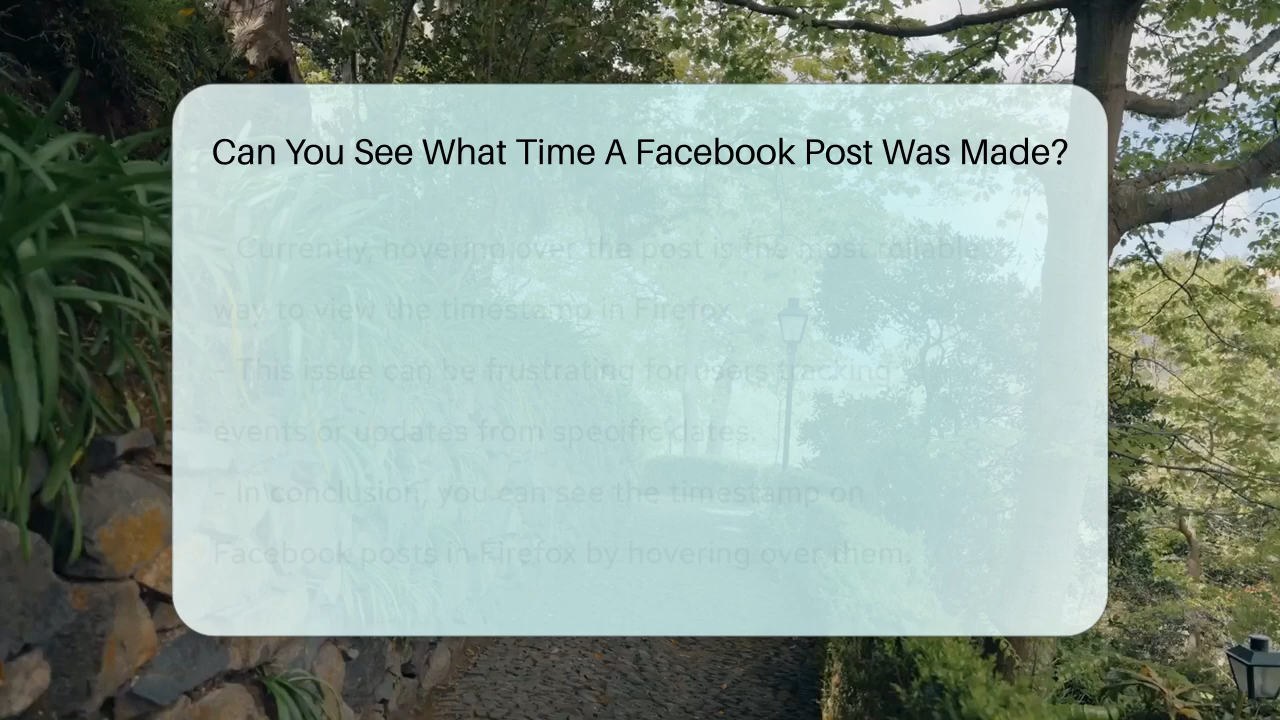 Can You See What Time A Facebook Post Was Made?
- Currently, hovering over the post is the most reliable
way to view the timestamp in Firefox.
- This issue can be frustrating for users tracking
events or updates from specific dates.
- In conclusion, you can see the timestamp on
Facebook posts in Firefox by hovering over them.